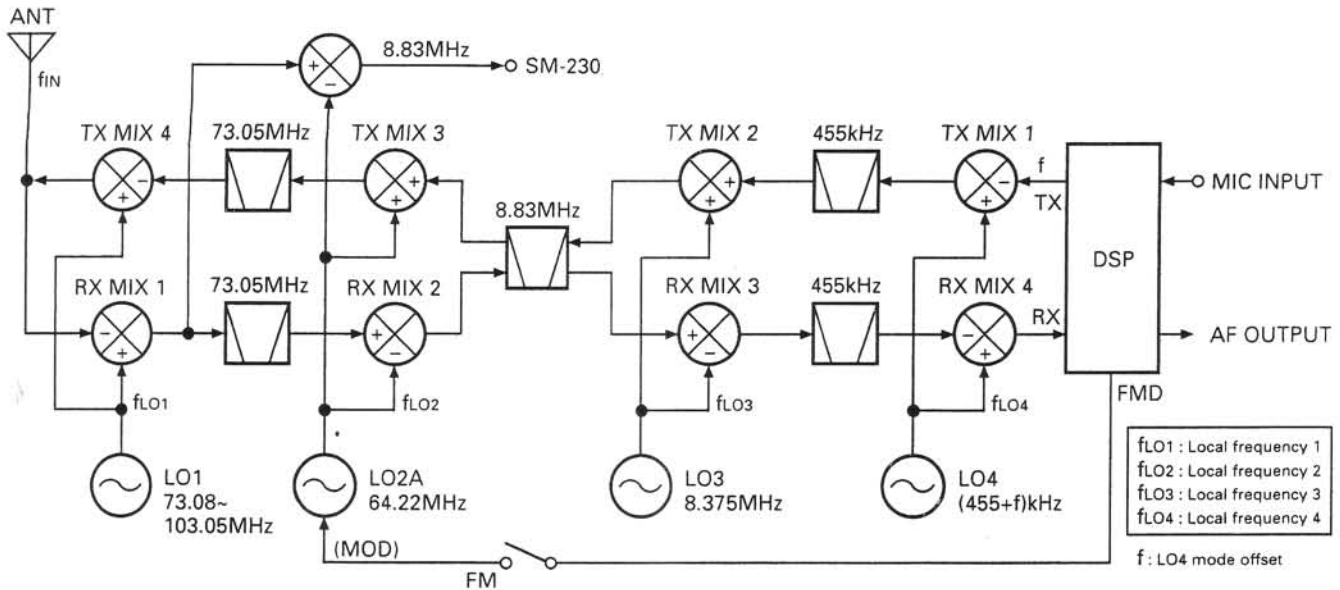 ANT
fIN
8.83MHz
SM-230
TX MIX 4
73.05MHz
TX MIX 3
TX MIX 2
455kHz
TX MIX 1
f
TX
MIC INPUT
8.83MHz
DSP
RX MIX 1
73.05MHz
RX MIX 2
RX MIX 3
455kHz
RX MIX 4
RX
AF OUTPUT
fLO1
fLO2
fLO3
fLO4
FMD
LO1
73.08~
103.05MHz
LO2A
64.22MHz
LO3
8.375MHz
LO4
(455+f)kHz
(MOD)
FM
fLO1 : Local frequency 1
fLO2 : Local frequency 2
fLO3 : Local frequency 3
fLO4 : Local frequency 4
f : LO4 mode offset